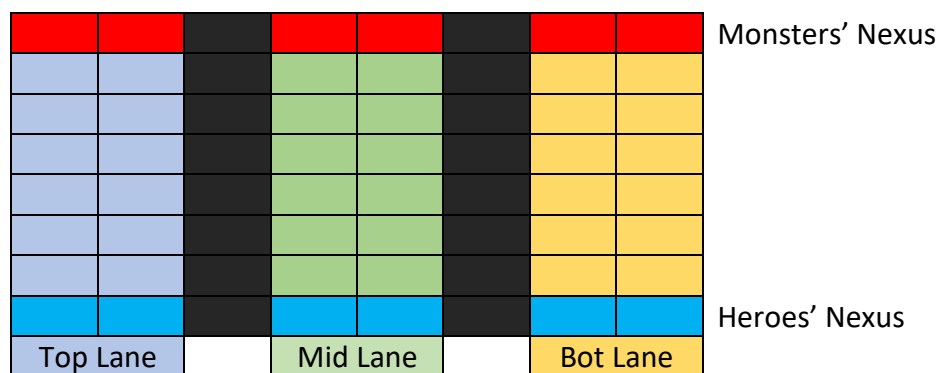 Monsters’ Nexus
Heroes’ Nexus
Top Lane
Mid Lane
Bot Lane